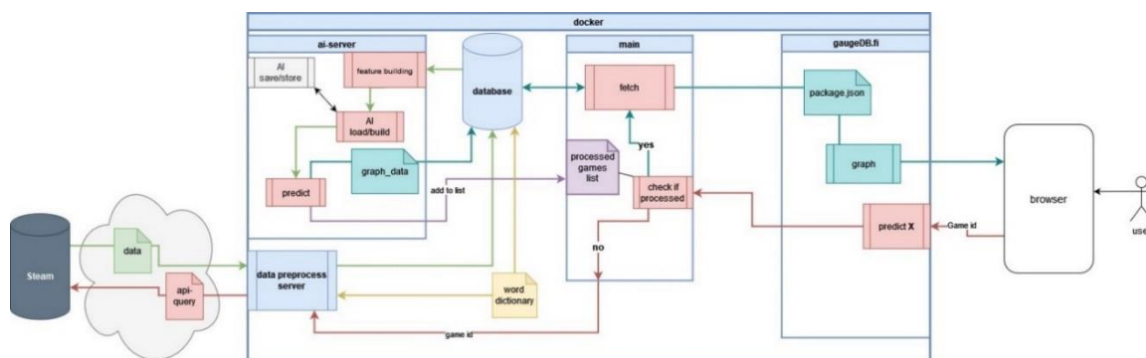 docker
ai-server
main
gaugeDB.fi
AI
save/store
feature building
database
fetch
package.json
AI
load/build
yes
graph_data
processed
games
list
graph
predict
add to list
check if
processed
browser
data
predict X
Game id
use
no
Steam
data preprocess
server
api-
query
word
dictionary
game id